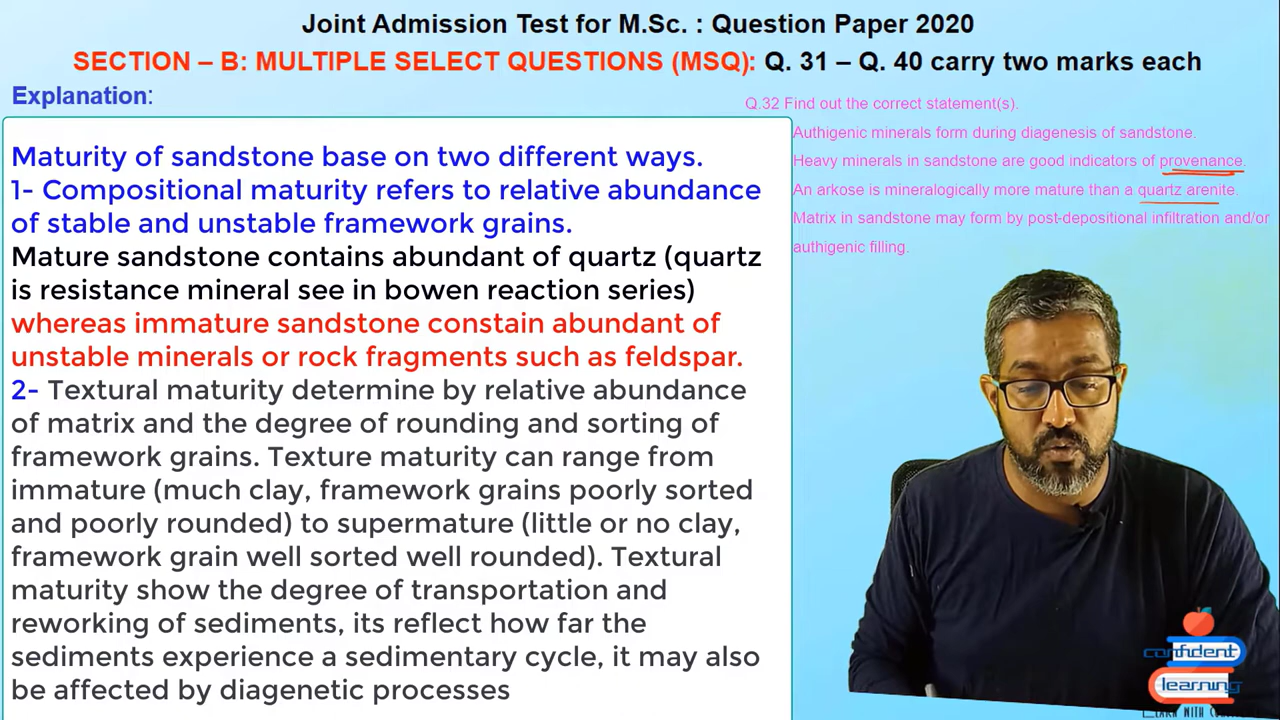 Joint Admission Test for M.Sc. : Question Paper 2020
SECTION – B: MULTIPLE SELECT QUESTIONS (MSQ): Q. 31 – Q. 40 carry two marks each
Explanation:
Maturity of sandstone base on two different ways.
1- Compositional maturity refers to relative abundance
of stable and unstable framework grains.
Mature sandstone contains abundant of quartz (quartz
is resistance mineral see in bowen reaction series)
whereas immature sandstone constain abundant of
unstable minerals or rock fragments such as feldspar.
2- Textural maturity determine by relative abundance
of matrix and the degree of rounding and sorting of
framework grains. Texture maturity can range from
immature (much clay, framework grains poorly sorted
and poorly rounded) to supermature (little or no clay,
framework grain well sorted well rounded). Textural
maturity show the degree of transportation and
reworking of sediments, its reflect how far the
sediments experience a sedimentary cycle, it may also
be affected by diagenetic processes
Q.32 Find out the correct statement(s).
Authigenic minerals form during diagenesis of sandstone.
Heavy minerals in sandstone are good indicators of provenance.
An arkose is mineralogically more mature than a quartz arenite.
Matrix in sandstone may form by post-depositional infiltration and/or
authigenic filling.
confident
learning
LEARN WITH